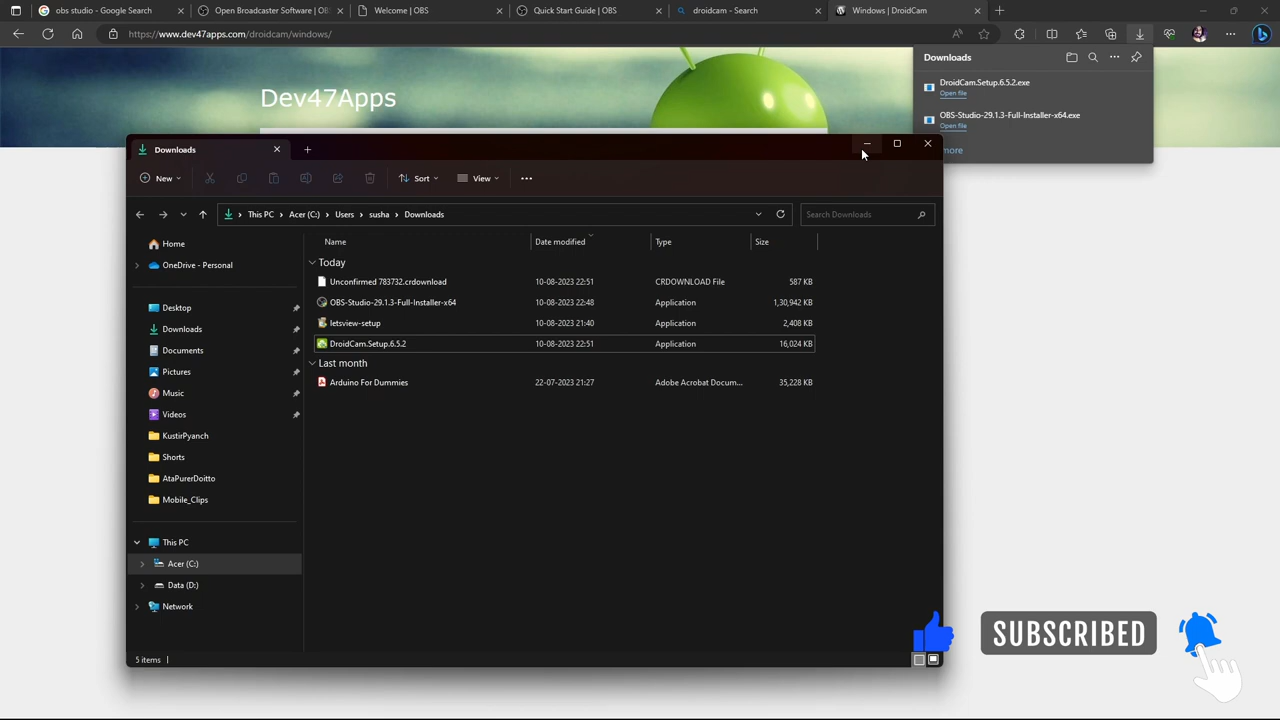 obs studio - Google Search
Open Broadcaster Software | OB
Welcome | OBS
Quick Start Guide | OBS
droidcam - Search
Windows | DroidCam
https://www.dev47apps.com/droidcam/windows/
Dev47Apps
Downloads
DroidCam.Setup.6.5.2.exe
Open file
OBS-Studio-29.1.3-Full-Installer-x64.exe
Open file
more
Downloads
New
Sort
View
This PC > Acer (C:) > Users > susha > Downloads
Search Downloads
Name Date modified Type Size
Today
Unconfirmed 783732.crdownload 10-08-2023 22:51 CRDOWNLOAD File 587 KB
OBS-Studio-29.1.3-Full-Installer-x64 10-08-2023 22:48 Application 1,30,942 KB
letsview-setup 10-08-2023 21:40 Application 2,408 KB
DroidCam.Setup.6.5.2 10-08-2023 22:51 Application 16,024 KB
Last month
Arduino For Dummies 22-07-2023 21:27 Adobe Acrobat Docum... 35,228 KB
Home
OneDrive - Personal
Desktop
Downloads
Documents
Pictures
Music
Videos
KustirPyanch
Shorts
AtaPurerDoitto
Mobile_Clips
This PC
Acer (C:)
Data (D:)
Network
5 items
SUBSCRIBED